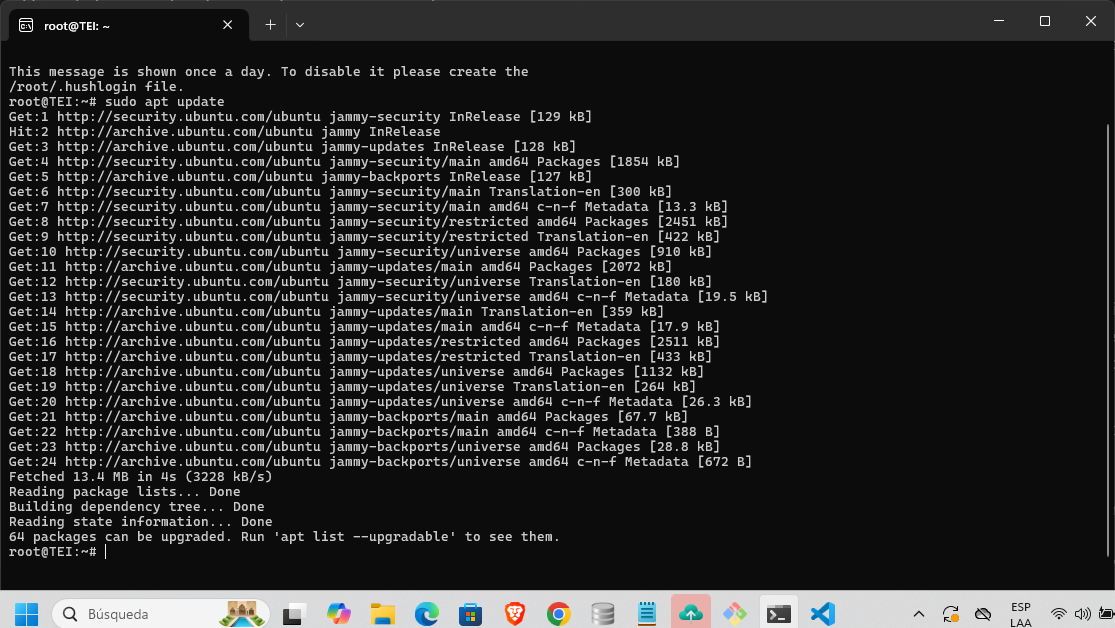 root@TEI: ~
This message is shown once a day. To disable it please create the
/root/.hushlogin file.
root@TEI:~# sudo apt update
Get:1 http://security.ubuntu.com/ubuntu jammy-security InRelease [129 kB]
Hit:2 http://archive.ubuntu.com/ubuntu jammy InRelease
Get:3 http://archive.ubuntu.com/ubuntu jammy-updates InRelease [128 kB]
Get:4 http://security.ubuntu.com/ubuntu jammy-security/main amd64 Packages [1854 kB]
Get:5 http://archive.ubuntu.com/ubuntu jammy-backports InRelease [127 kB]
Get:6 http://security.ubuntu.com/ubuntu jammy-security/main Translation-en [300 kB]
Get:7 http://security.ubuntu.com/ubuntu jammy-security/main amd64 c-n-f Metadata [13.3 kB]
Get:8 http://security.ubuntu.com/ubuntu jammy-security/restricted amd64 Packages [2451 kB]
Get:9 http://security.ubuntu.com/ubuntu jammy-security/restricted Translation-en [422 kB]
Get:10 http://security.ubuntu.com/ubuntu jammy-security/universe amd64 Packages [910 kB]
Get:11 http://archive.ubuntu.com/ubuntu jammy-updates/main amd64 Packages [2072 kB]
Get:12 http://security.ubuntu.com/ubuntu jammy-security/universe Translation-en [180 kB]
Get:13 http://security.ubuntu.com/ubuntu jammy-security/universe amd64 c-n-f Metadata [19.5 kB]
Get:14 http://archive.ubuntu.com/ubuntu jammy-updates/main Translation-en [359 kB]
Get:15 http://archive.ubuntu.com/ubuntu jammy-updates/main amd64 c-n-f Metadata [17.9 kB]
Get:16 http://archive.ubuntu.com/ubuntu jammy-updates/restricted amd64 Packages [2511 kB]
Get:17 http://archive.ubuntu.com/ubuntu jammy-updates/restricted Translation-en [433 kB]
Get:18 http://archive.ubuntu.com/ubuntu jammy-updates/universe amd64 Packages [1132 kB]
Get:19 http://archive.ubuntu.com/ubuntu jammy-updates/universe Translation-en [264 kB]
Get:20 http://archive.ubuntu.com/ubuntu jammy-updates/universe amd64 c-n-f Metadata [26.3 kB]
Get:21 http://archive.ubuntu.com/ubuntu jammy-backports/main amd64 Packages [67.7 kB]
Get:22 http://archive.ubuntu.com/ubuntu jammy-backports/main amd64 c-n-f Metadata [388 B]
Get:23 http://archive.ubuntu.com/ubuntu jammy-backports/universe amd64 Packages [28.8 kB]
Get:24 http://archive.ubuntu.com/ubuntu jammy-backports/universe amd64 c-n-f Metadata [672 B]
Fetched 13.4 MB in 4s (3228 kB/s)
Reading package lists... Done
Building dependency tree... Done
Reading state information... Done
64 packages can be upgraded. Run 'apt list --upgradable' to see them.
root@TEI:~#
Búsqueda
ESP
LAA